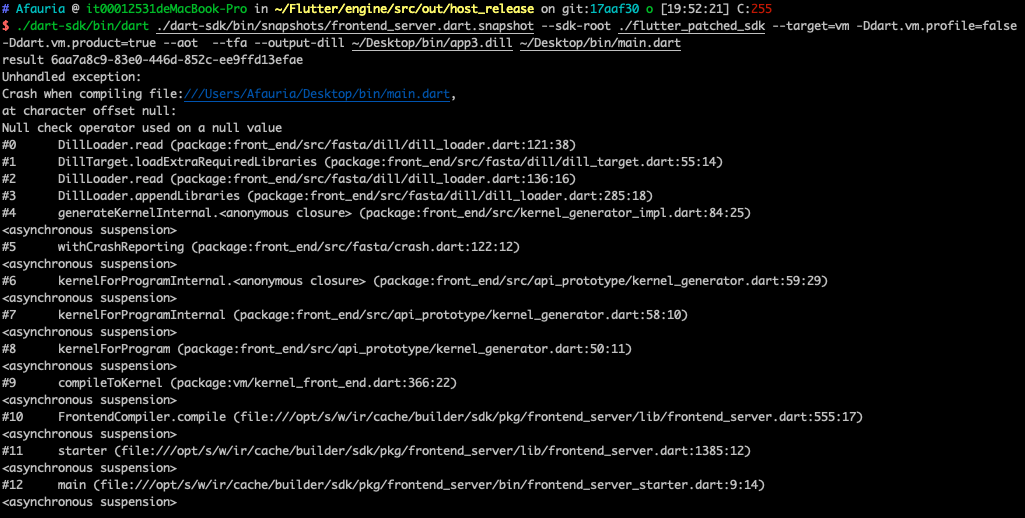 # Afauria @ it00012531deMacBook-Pro in ~/Flutter/engine/src/out/host_release on git:17aaf30 o [19:52:21] C:255
$ ./dart-sdk/bin/dart ./dart-sdk/bin/snapshots/frontend_server.dart.snapshot --sdk-root ./flutter_patched_sdk --target=vm -Ddart.vm.profile=false
-Ddart.vm.product=true --aot  --tfa --output-dill ~/Desktop/bin/app3.dill ~/Desktop/bin/main.dart
result 6aa7a8c9-83e0-446d-852c-ee9ffd13efae
Unhandled exception:
Crash when compiling file:///Users/Afauria/Desktop/bin/main.dart,
at character offset null:
Null check operator used on a null value
#0      DillLoader.read (package:front_end/src/fasta/dill/dill_loader.dart:121:38)
#1      DillTarget.loadExtraRequiredLibraries (package:front_end/src/fasta/dill/dill_target.dart:55:14)
#2      DillLoader.read (package:front_end/src/fasta/dill/dill_loader.dart:136:16)
#3      DillLoader.appendLibraries (package:front_end/src/fasta/dill/dill_loader.dart:285:18)
#4      generateKernelInternal.<anonymous closure> (package:front_end/src/kernel_generator_impl.dart:84:25)
<asynchronous suspension>
#5      withCrashReporting (package:front_end/src/fasta/crash.dart:122:12)
<asynchronous suspension>
#6      kernelForProgramInternal.<anonymous closure> (package:front_end/src/api_prototype/kernel_generator.dart:59:29)
<asynchronous suspension>
#7      kernelForProgramInternal (package:front_end/src/api_prototype/kernel_generator.dart:58:10)
<asynchronous suspension>
#8      kernelForProgram (package:front_end/src/api_prototype/kernel_generator.dart:50:11)
<asynchronous suspension>
#9      compileToKernel (package:vm/kernel_front_end.dart:366:22)
<asynchronous suspension>
#10     FrontendCompiler.compile (file:///opt/s/w/ir/cache/builder/sdk/pkg/frontend_server/lib/frontend_server.dart:555:17)
<asynchronous suspension>
#11     starter (file:///opt/s/w/ir/cache/builder/sdk/pkg/frontend_server/lib/frontend_server.dart:1385:12)
<asynchronous suspension>
#12     main (file:///opt/s/w/ir/cache/builder/sdk/pkg/frontend_server/bin/frontend_server_starter.dart:9:14)
<asynchronous suspension>